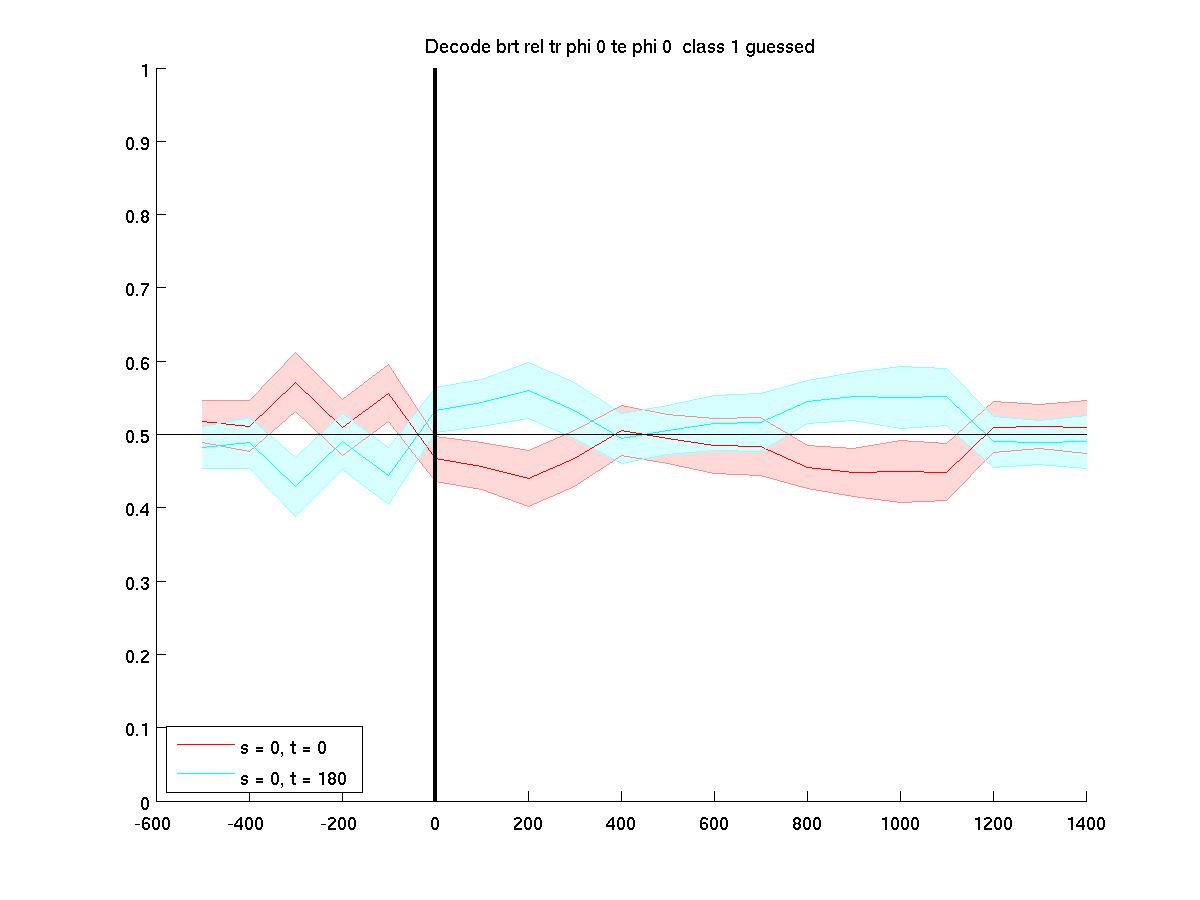 Decode brt rel tr phi 0 te phi 0  class 1 guessed
1
0.9
0.8
0.7
0.6
0.5
0.4
0.3
0.2
0.1
0
s = 0, t = 0
s = 0, t = 180
-600 -400 -200 0 200 400 600 800 1000 1200 1400